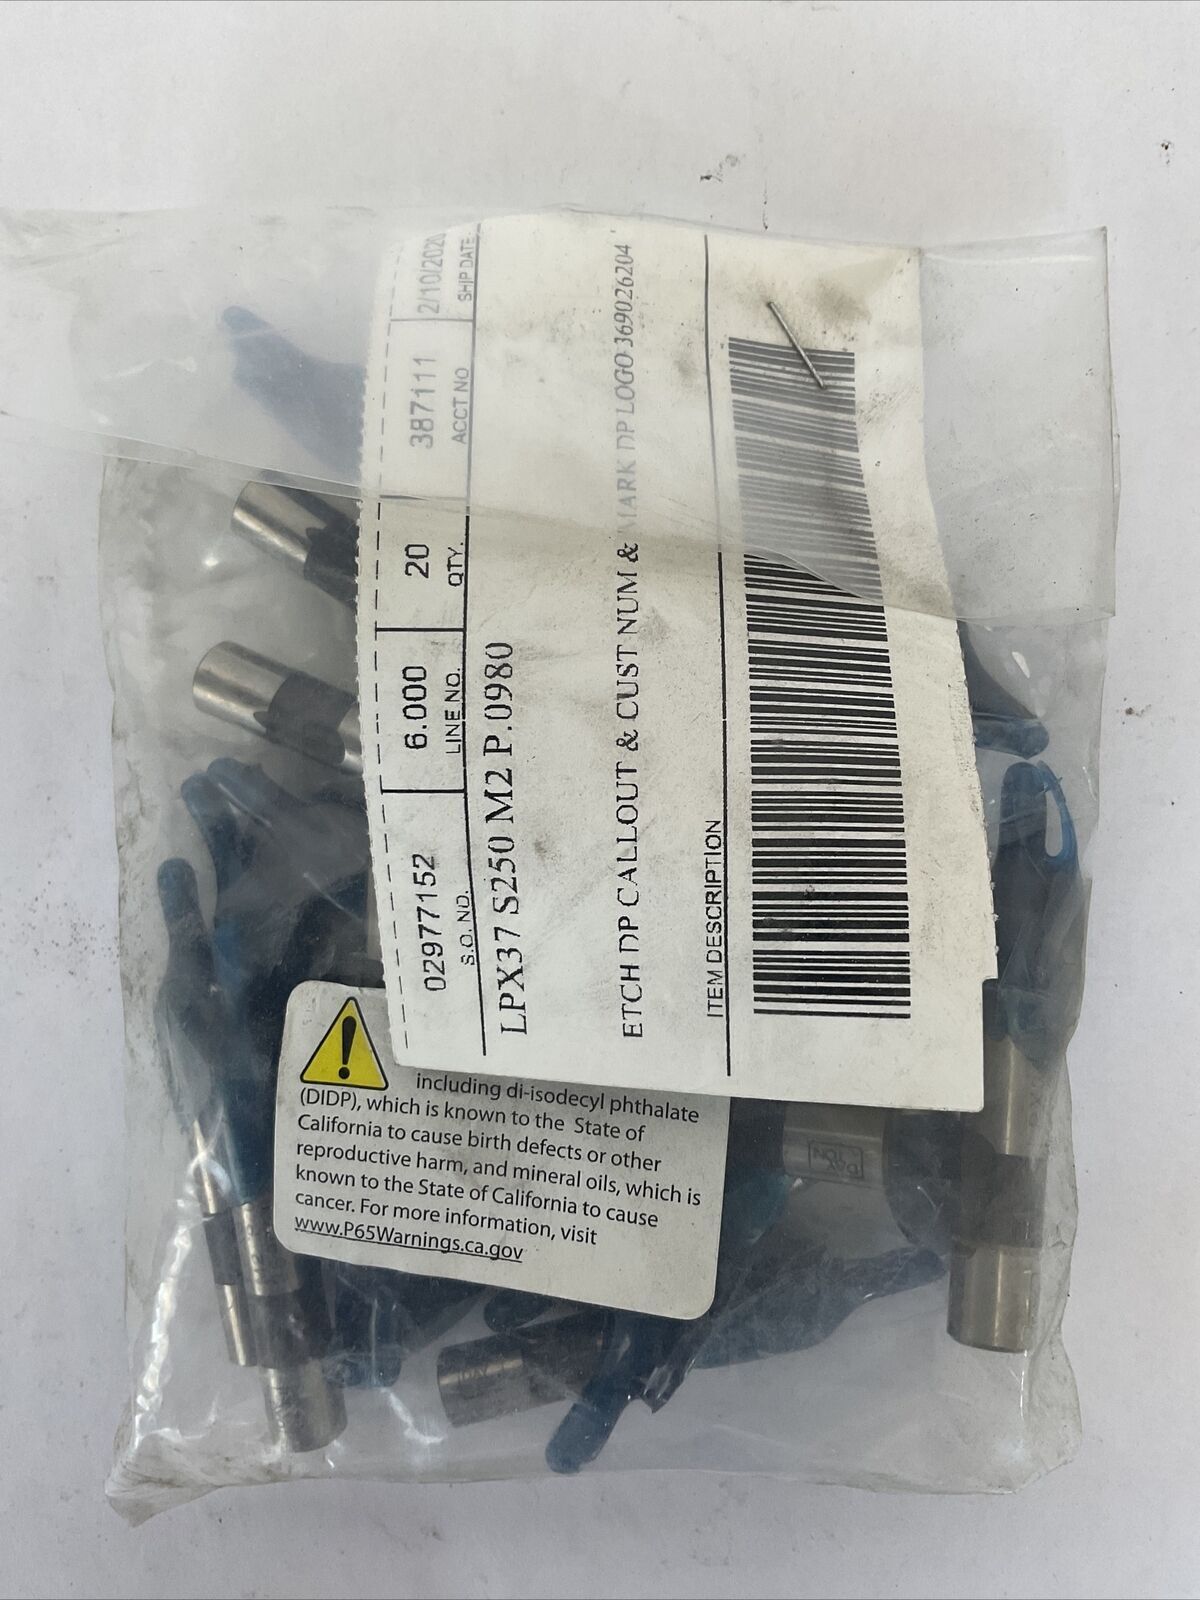 02977152
6.000
20
387111
2/10/2020
S.O. NO.
LINE NO.
QTY.
ACCT NO
SHIP DATE
LPX37 S250 M2 P.0980
ETCH DP CALLOUT & CUST NUM & MARK DP LOGO 369026204
ITEM DESCRIPTION
including di-isodecyl phthalate
(DIDP), which is known to the State of
California to cause birth defects or other
reproductive harm, and mineral oils, which is
known to the State of California to cause
cancer. For more information, visit
www.P65Warnings.ca.gov
DAY
TON